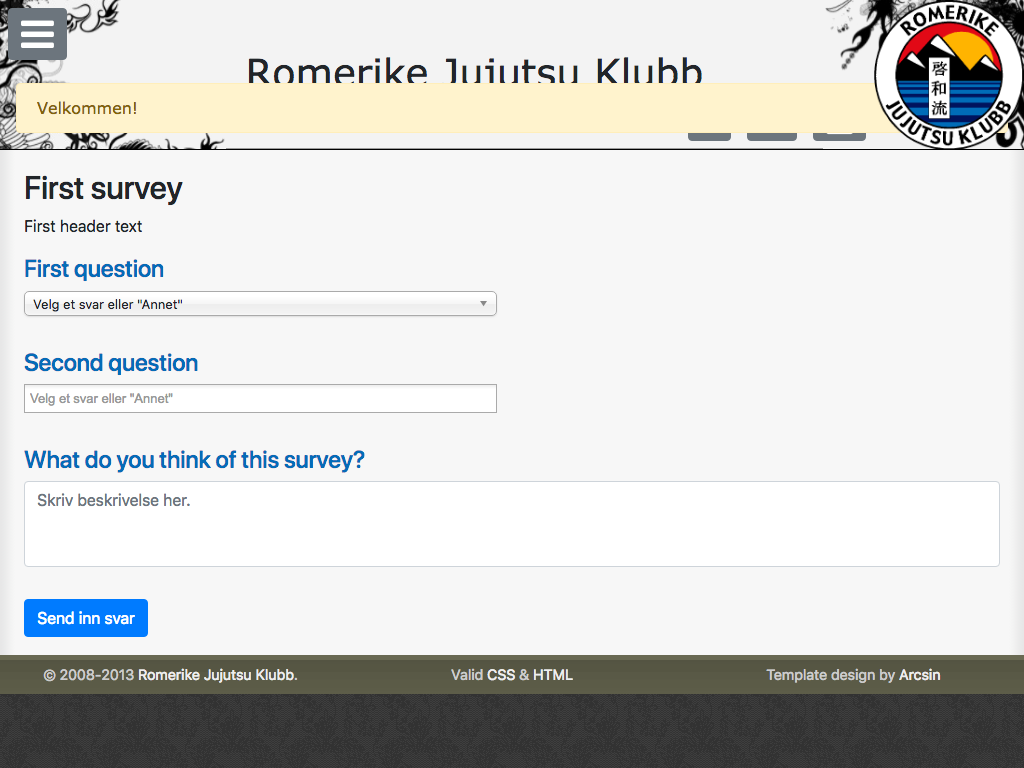 Romerike Jujutsu Klubb
Velkommen!
ROMERIKE
啓和流
JUJUTSU KLUBB
First survey
First header text
First question
Velg et svar eller "Annet"
Second question
Velg et svar eller "Annet"
What do you think of this survey?
Skriv beskrivelse her.
Send inn svar
© 2008-2013 Romerike Jujutsu Klubb.
Valid CSS & HTML
Template design by Arcsin